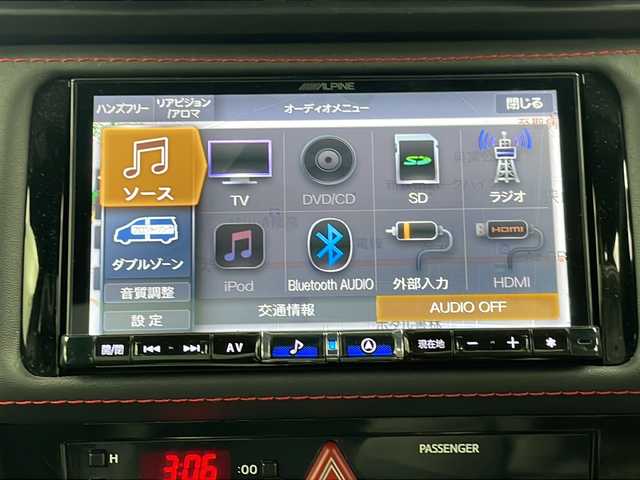 ALPINE
ハンズフリー
リアビジョン
/アロマ
オーディオメニュー
閉じる
ソース
TV
DVD/CD
SD
ラジオ
ダブルゾーン
iPod
Bluetooth AUDIO
外部入力
HDMI
HDMI
音質調整
設定
交通情報
AUDIO OFF
開/閉
AV
現在地
− +
H
3:06
:00
PASSENGER